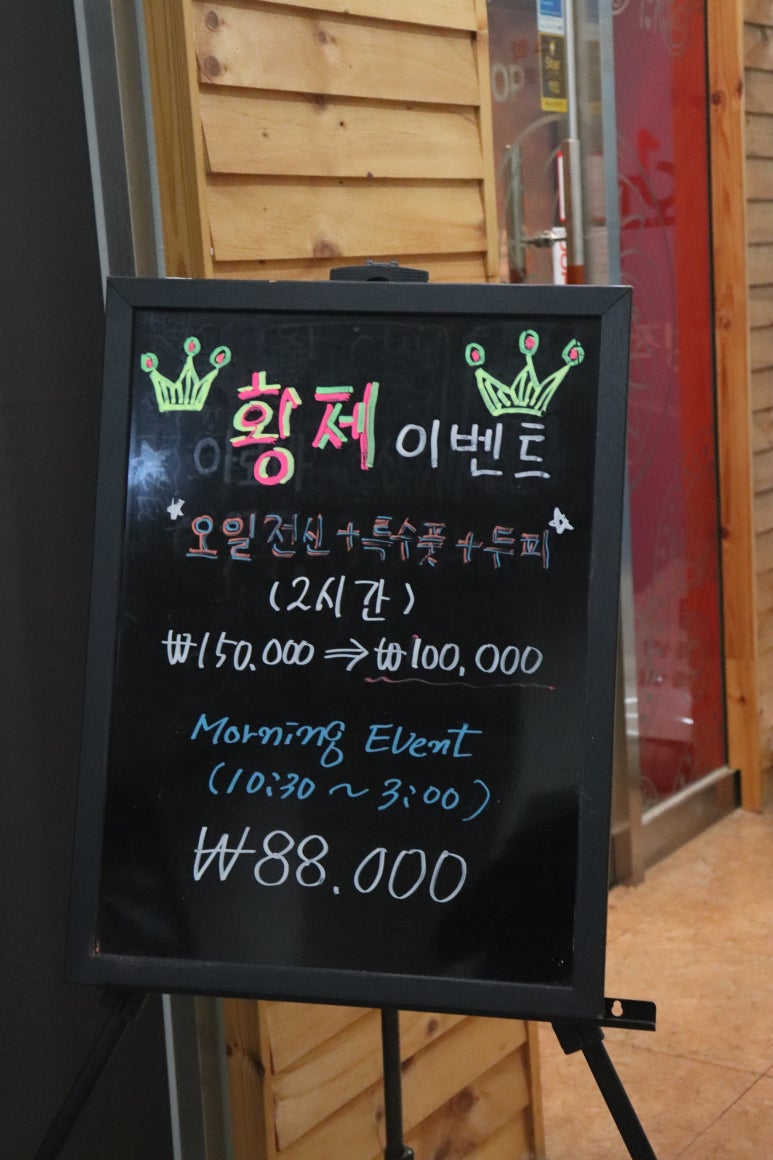 황제 이벤트
오일전신+특수풋+두피
(2시간)
₩150.000 ⇒ ₩100,000
Morning Event
(10:30 ~ 3:00)
₩88.000